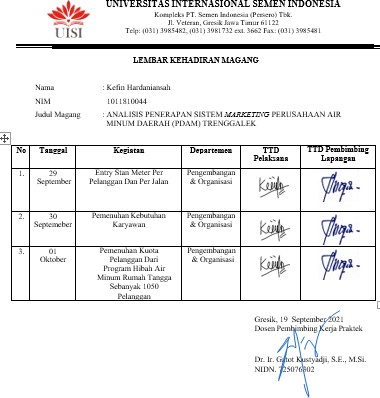 UNIVERSITAS INTERNASIONAL SEMEN INDONESIA
Kompleks PT. Semen Indonesia (Persero) Tbk.
Jl. Veteran, Gresik Jawa Timur 61122
Telp: (031) 3985482, (031) 3981732 ext. 3662 Fax: (031) 3985481
UISI
LEMBAR KEHADIRAN MAGANG
Nama : Kefin Hardaniansah
NIM 1011810044
Judul Magang : ANALISIS PENERAPAN SISTEM MARKETING PERUSAHAAN AIR
MINUM DAERAH (PDAM) TRENGGALEK
No Tanggal Kegiatan Departemen TTD Pelaksana TTD Pembimbing Lapangan
1. 29 September Entry Stan Meter Per Pelanggan Dan Per Jalan Pengembangan & Organisasi
2. 30 Septemeber Pemenuhan Kebutuhan Karyawan Pengembangan & Organisasi
3. 01 Oktober Pemenuhan Kuota Pelanggan Dari Program Hibah Air Minum Rumah Tangga Sebanyak 1050 Pelanggan Pengembangan & Organisasi
Gresik, 19 September 2021
Dosen Pembimbing Kerja Praktek
Dr. Ir. Gatot Kustyadji, S.E., M.Si.
NIDN. 725076302